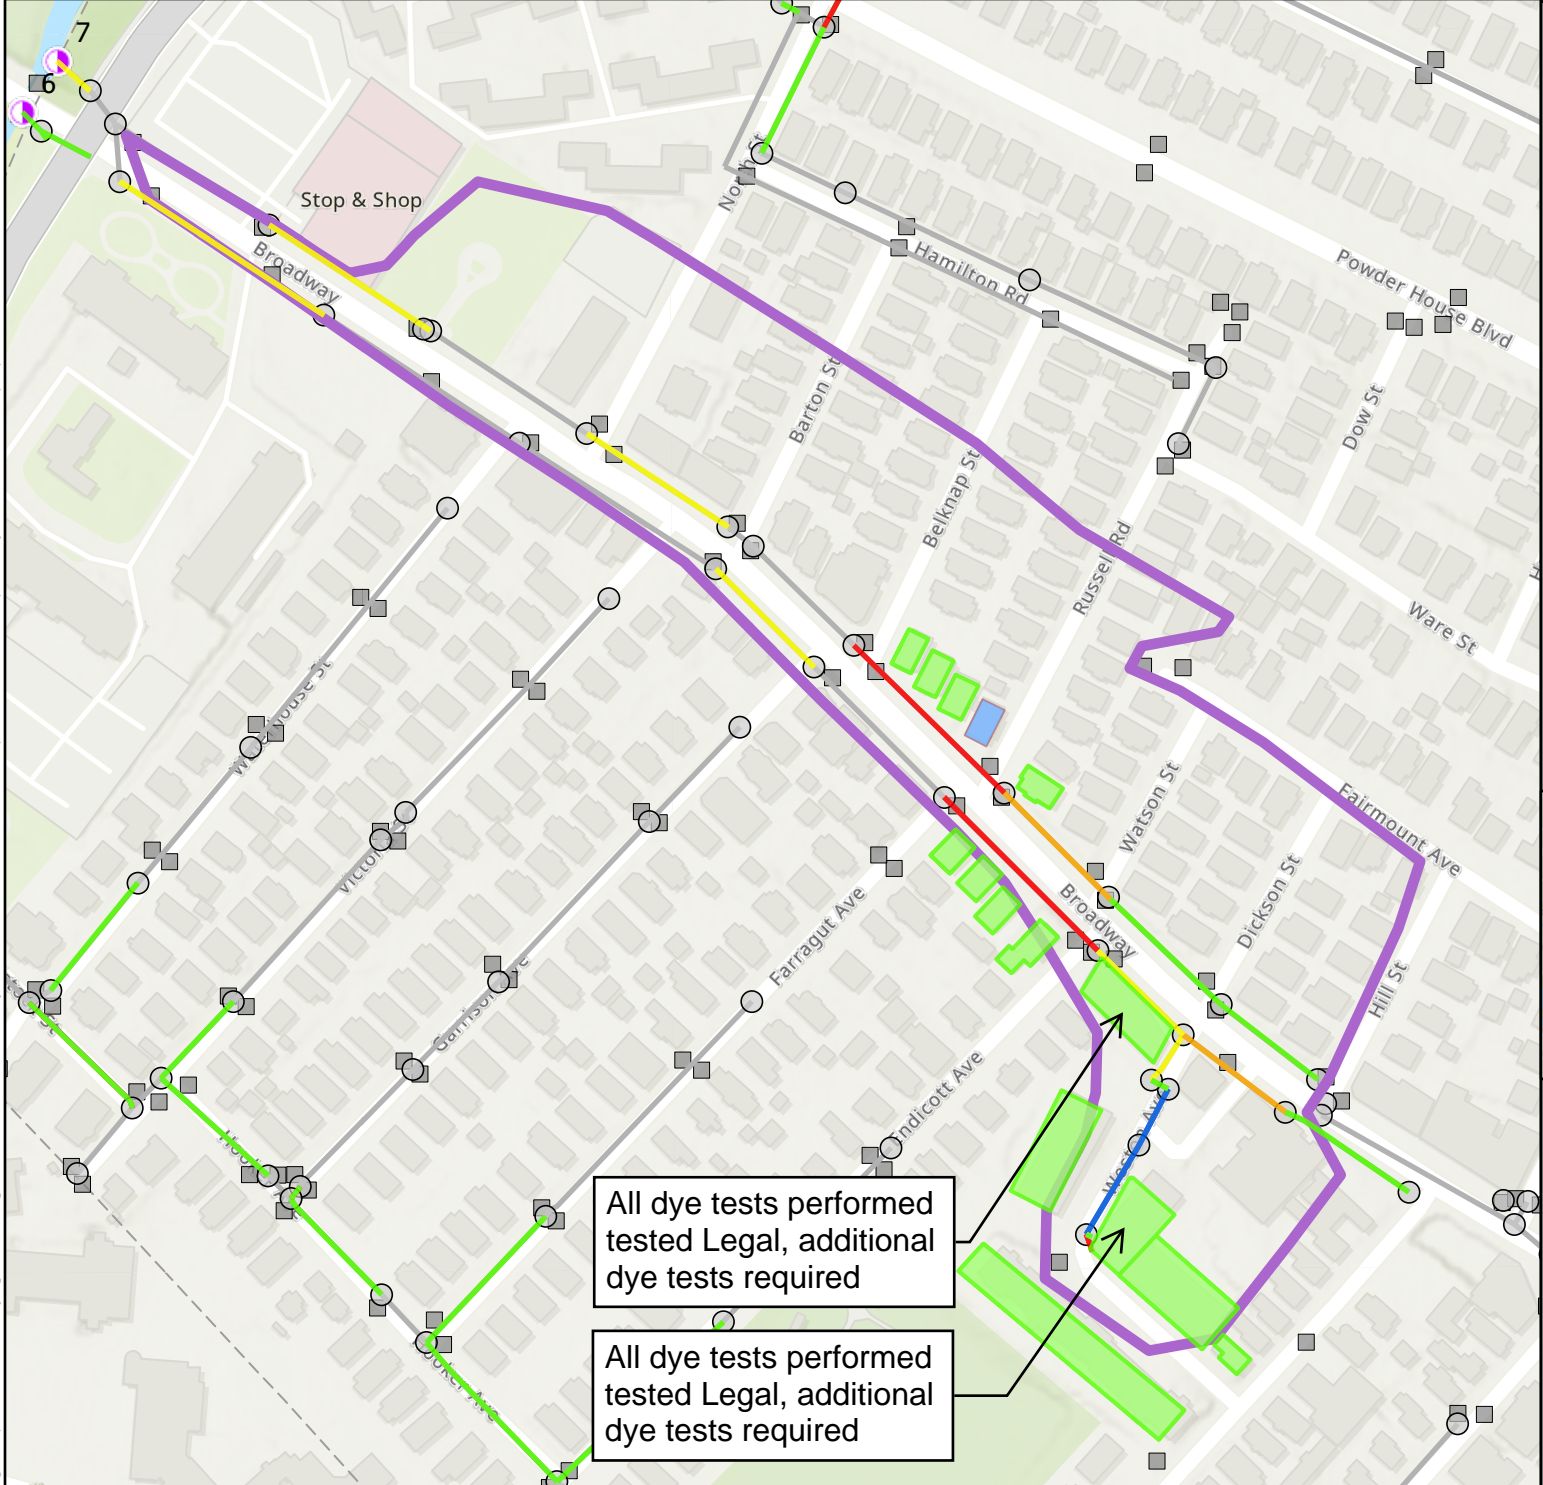 7
6
Stop & Shop
Broadway
North St
Hamilton Rd
Powder House Blvd
Barton St
Belknap St
Dow St
Russell Rd
Ware St
Watson St
Fairmount Ave
Broadway
Dickson St
Hill St
Farragut Ave
Endicott Ave
All dye tests performed
tested Legal, additional
dye tests required
All dye tests performed
tested Legal, additional
dye tests required